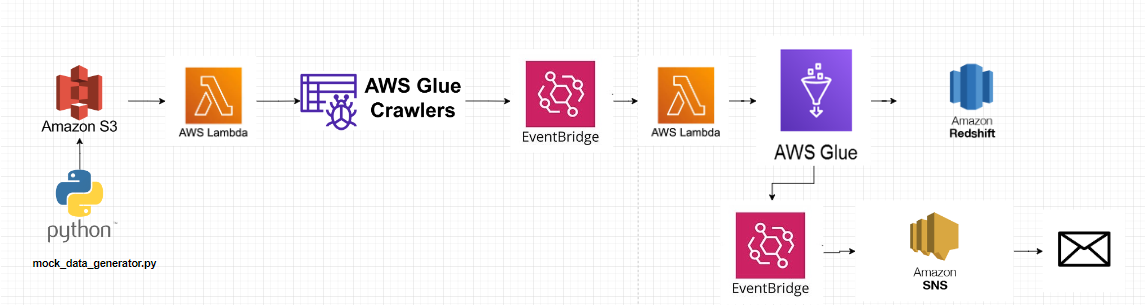 Amazon S3
AWS Lambda
AWS Glue
Crawlers
EventBridge
AWS Lambda
AWS Glue
Amazon
Redshift
python™
mock_data_generator.py
EventBridge
Amazon
SNS